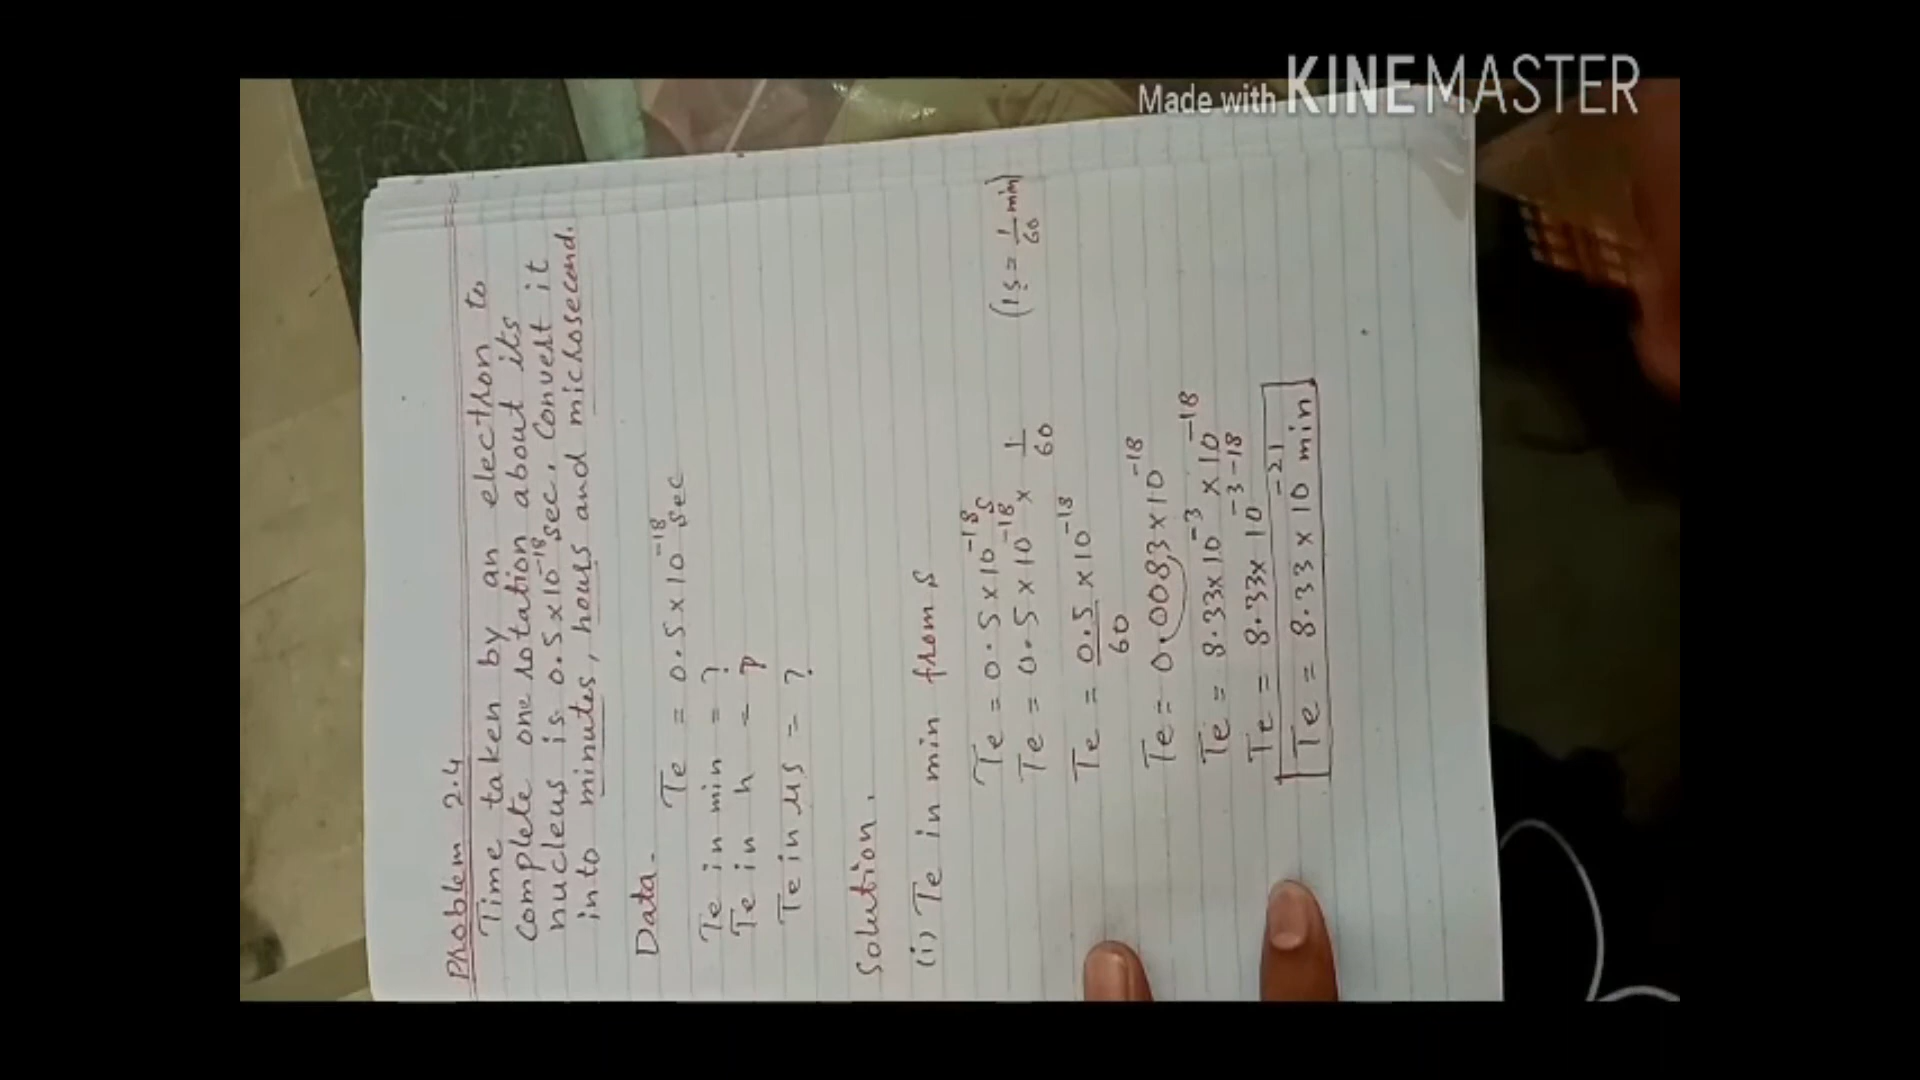 Made with KINEMASTER
Problem 2.4
Time taken by an electron to
complete one rotation about its
nucleus is 0.5 x 10⁻¹⁸ sec. Convert it
into minutes, hours and microsecond.
Data.
Te = 0.5 x 10⁻¹⁸ sec
Te in min = ?
Te in h = ?
Te in μs = ?
Solution.
(i) Te in min from s
Te = 0.5 x 10⁻¹⁸ s
Te = 0.5 x 10⁻¹⁸ x 1/60 (1s = 1/60 min)
Te = 0.5/60 x 10⁻¹⁸
Te = 0.0083 x 10⁻¹⁸
Te = 8.33 x 10⁻³ x 10⁻¹⁸
Te = 8.33 x 10⁻³⁻¹⁸
Te = 8.33 x 10⁻²¹ min